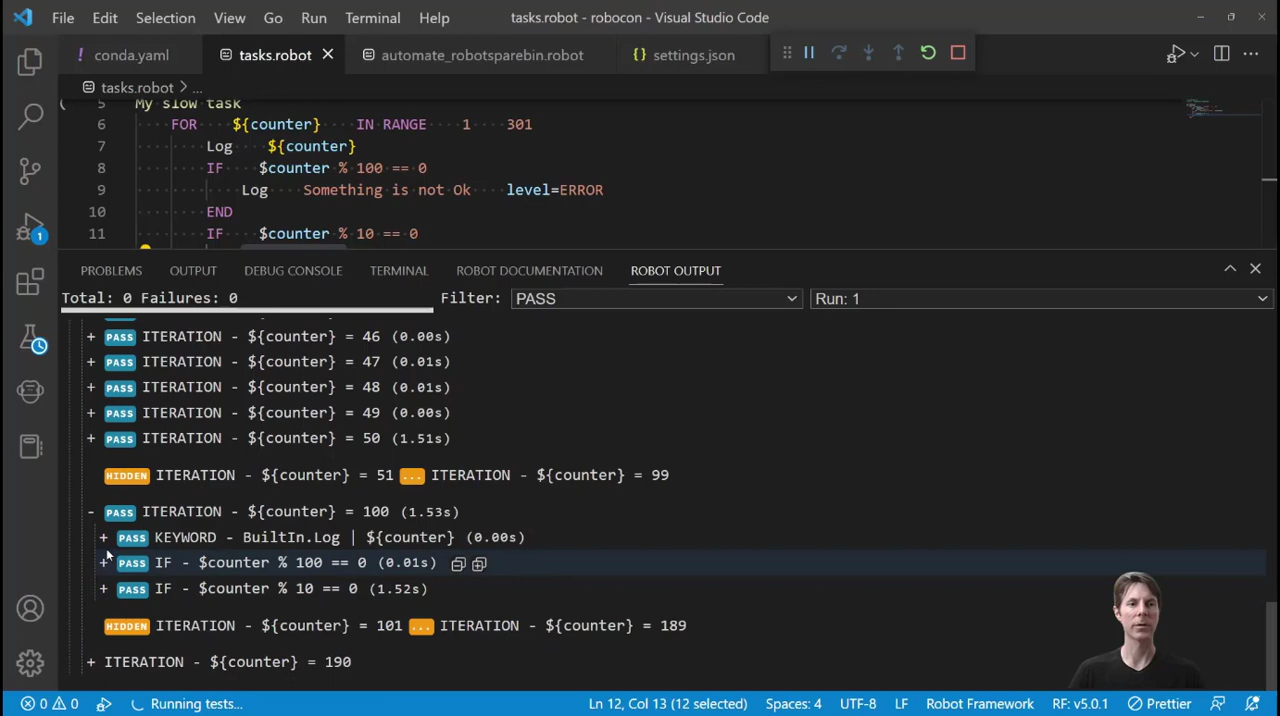 File Edit Selection View Go Run Terminal Help tasks.robot - robocon - Visual Studio Code
! conda.yaml tasks.robot automate_robotsparebin.robot {} settings.json
tasks.robot > ...
5 My slow task
6 FOR ${counter} IN RANGE 1 301
7 Log ${counter}
8 IF $counter % 100 == 0
9 Log Something is not Ok level=ERROR
10 END
11 IF $counter % 10 == 0
1
PROBLEMS OUTPUT DEBUG CONSOLE TERMINAL ROBOT DOCUMENTATION ROBOT OUTPUT
Total: 0 Failures: 0 Filter: PASS Run: 1
+ PASS ITERATION - ${counter} = 46 (0.00s)
+ PASS ITERATION - ${counter} = 47 (0.01s)
+ PASS ITERATION - ${counter} = 48 (0.01s)
+ PASS ITERATION - ${counter} = 49 (0.00s)
+ PASS ITERATION - ${counter} = 50 (1.51s)
HIDDEN ITERATION - ${counter} = 51 ... ITERATION - ${counter} = 99
- PASS ITERATION - ${counter} = 100 (1.53s)
+ PASS KEYWORD - BuiltIn.Log | ${counter} (0.00s)
+ PASS IF - $counter % 100 == 0 (0.01s)
+ PASS IF - $counter % 10 == 0 (1.52s)
HIDDEN ITERATION - ${counter} = 101 ... ITERATION - ${counter} = 189
+ ITERATION - ${counter} = 190
0 0 Running tests... Ln 12, Col 13 (12 selected) Spaces: 4 UTF-8 LF Robot Framework RF: v5.0.1 Prettier